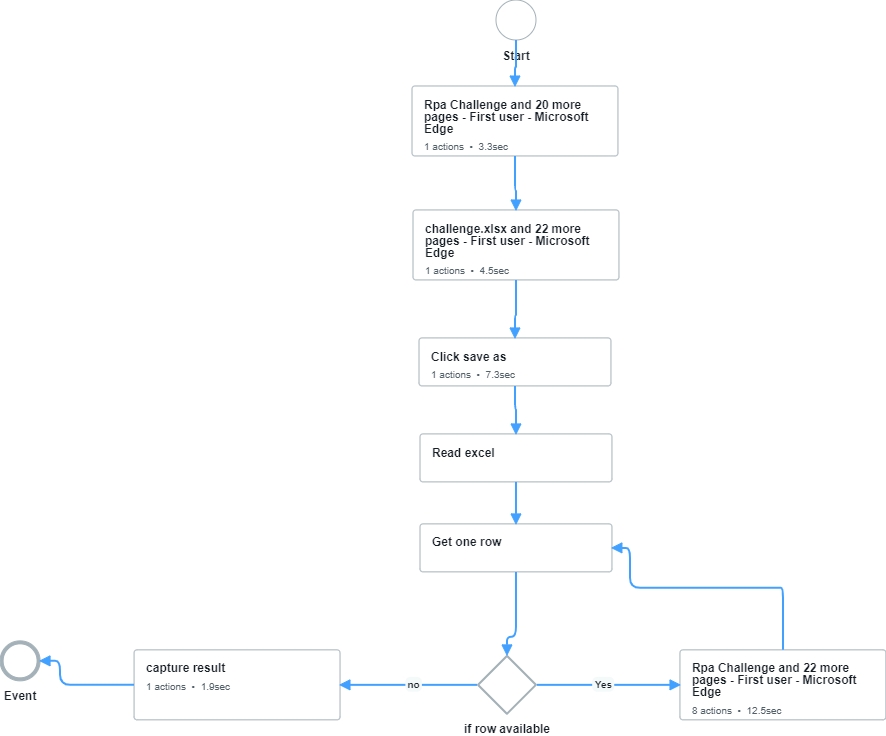 Start
Rpa Challenge and 20 more
pages - First user - Microsoft
Edge
1 actions • 3.3sec
challenge.xlsx and 22 more
pages - First user - Microsoft
Edge
1 actions • 4.5sec
Click save as
1 actions • 7.3sec
Read excel
Get one row
capture result
1 actions • 1.9sec
Event
no
Yes
if row available
Rpa Challenge and 22 more
pages - First user - Microsoft
Edge
8 actions • 12.5sec